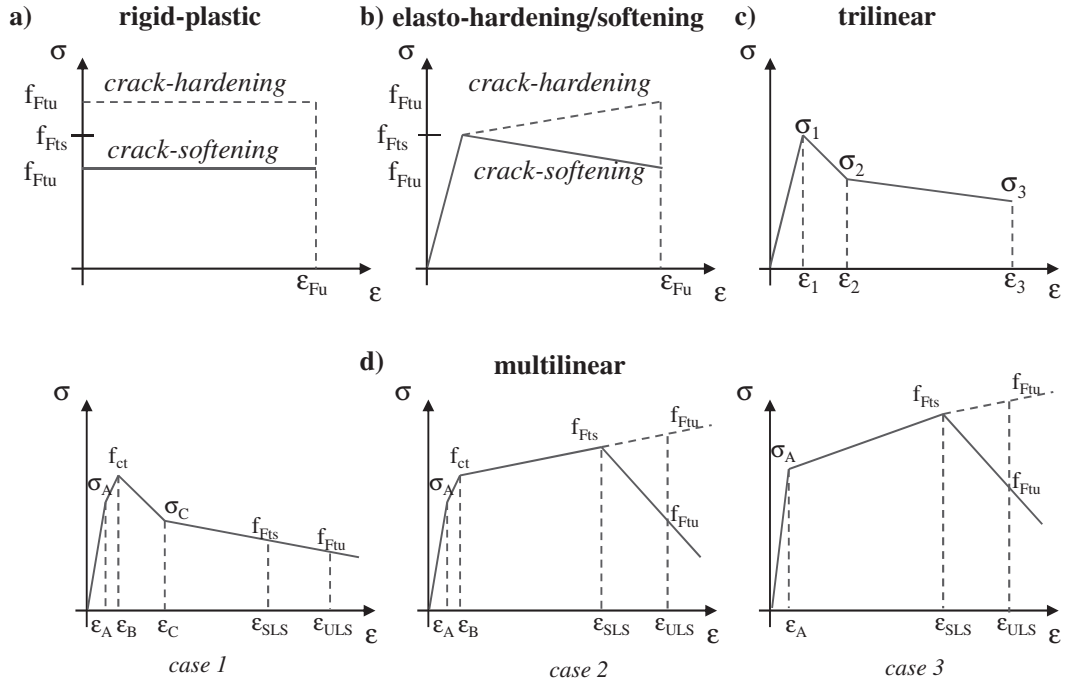 a) rigid-plastic
σ
f_Ftu
f_Fts
f_Ftu
crack-hardening
crack-softening
ε_Fu
ε
b) elasto-hardening/softening
σ
f_Ftu
f_Fts
f_Ftu
crack-hardening
crack-softening
ε_Fu
ε
c) trilinear
σ
σ_1
σ_2
σ_3
ε_1 ε_2 ε_3 ε
d) multilinear
σ
f_ct
σ_A
σ_C
f_Fts
f_Ftu
ε_A ε_B ε_C ε_SLS ε_ULS ε
case 1
σ
f_ct
σ_A
f_Fts
f_Ftu
f_Ftu
ε_A ε_B ε_SLS ε_ULS ε
case 2
σ
σ_A
f_Fts
f_Ftu
f_Ftu
ε_A ε_SLS ε_ULS ε
case 3